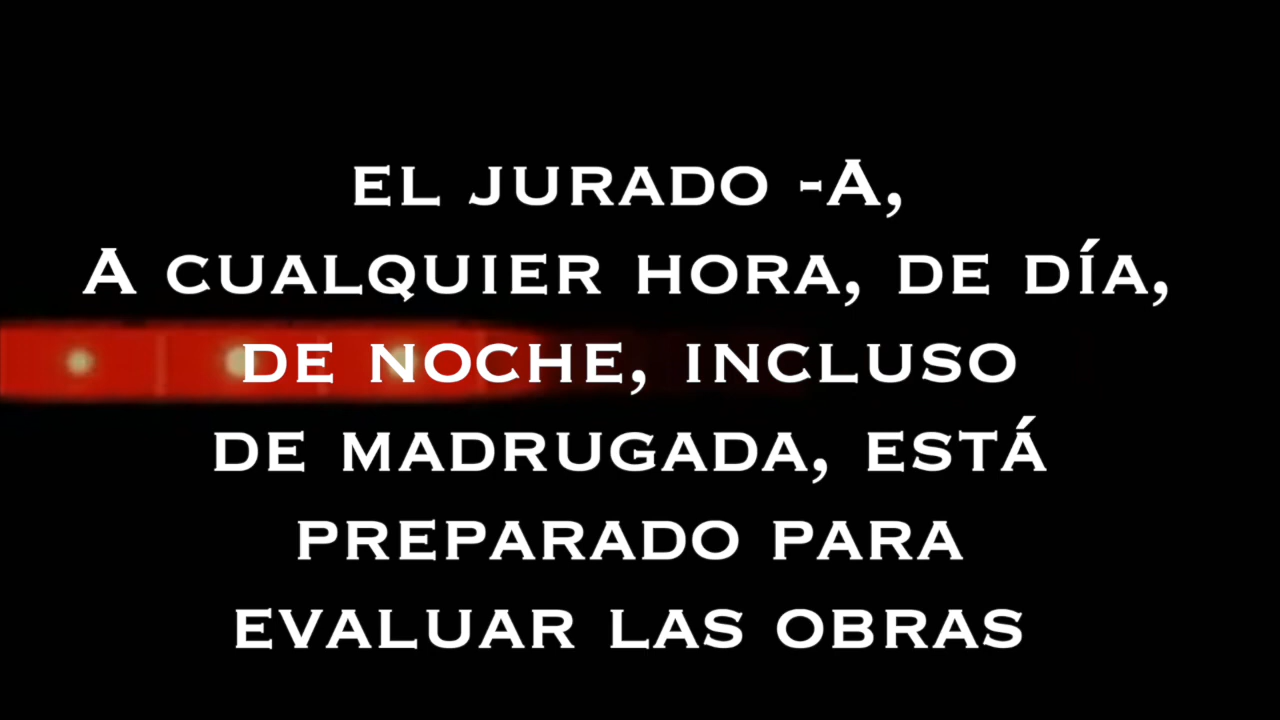 EL JURADO -A,
A CUALQUIER HORA, DE DÍA,
DE NOCHE, INCLUSO
DE MADRUGADA, ESTÁ
PREPARADO PARA
EVALUAR LAS OBRAS